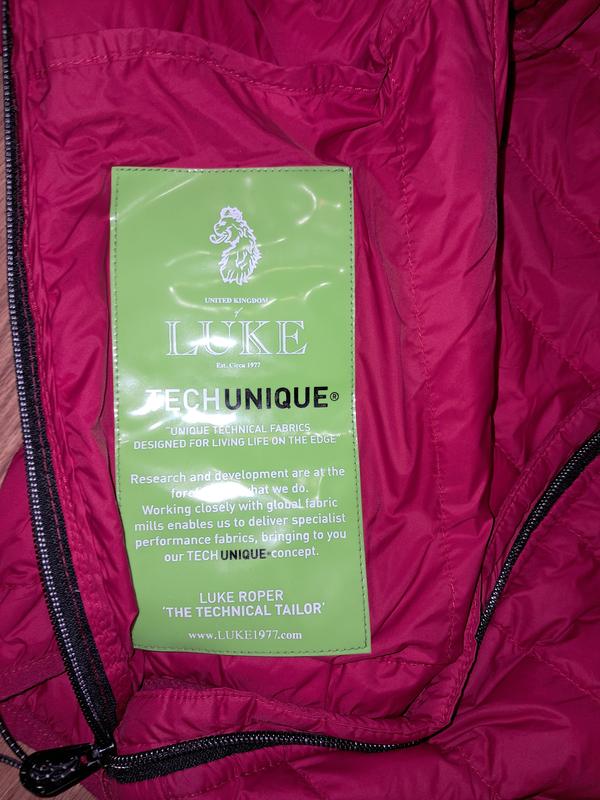 UNITED KINGDOM
of
LUKE
Est. Circa 1977
TECHUNIQUE®
"UNIQUE TECHNICAL FABRICS
DESIGNED FOR LIVING LIFE ON THE EDGE"
Research and development are at the
what we do.
Working closely with global fabric
mills enables us to deliver specialist
performance fabrics, bringing to you
our TECHUNIQUE concept.
LUKE ROPER
'THE TECHNICAL TAILOR'
www.LUKE1977.com